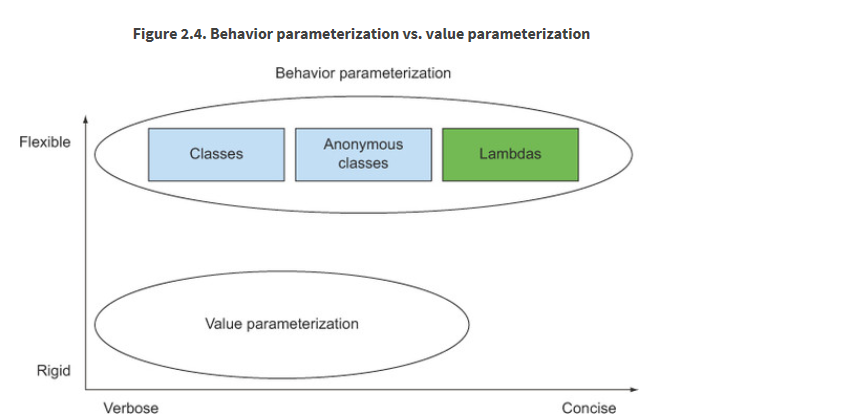 Figure 2.4. Behavior parameterization vs. value parameterization
Behavior parameterization
Flexible
Classes
Anonymous
classes
Lambdas
Value parameterization
Rigid
Verbose
Concise